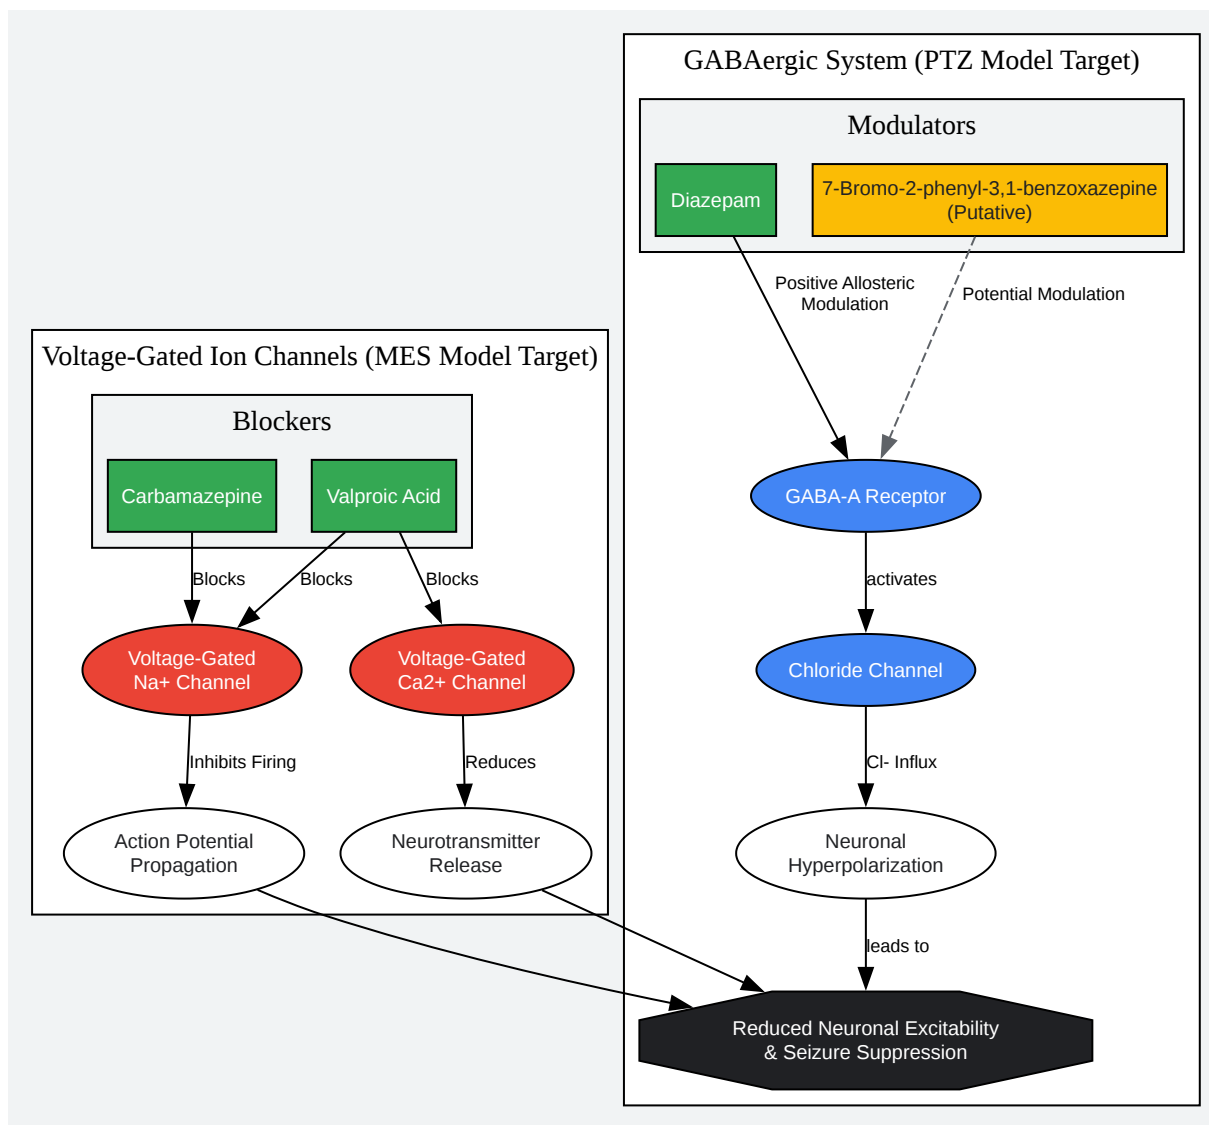 GABAergic System (PTZ Model Target)
Modulators
Diazepam
7-Bromo-2-phenyl-3,1-benzoxazepine
(Putative)
Positive Allosteric
Modulation
Potential Modulation
Voltage-Gated Ion Channels (MES Model Target)
Blockers
Carbamazepine
Valproic Acid
GABA-A Receptor
Blocks
Blocks
Blocks
activates
Voltage-Gated
Na+ Channel
Voltage-Gated
Ca2+ Channel
Chloride Channel
Inhibits Firing
Reduces
Cl- Influx
Action Potential
Propagation
Neurotransmitter
Release
Neuronal
Hyperpolarization
leads to
Reduced Neuronal Excitability
& Seizure Suppression